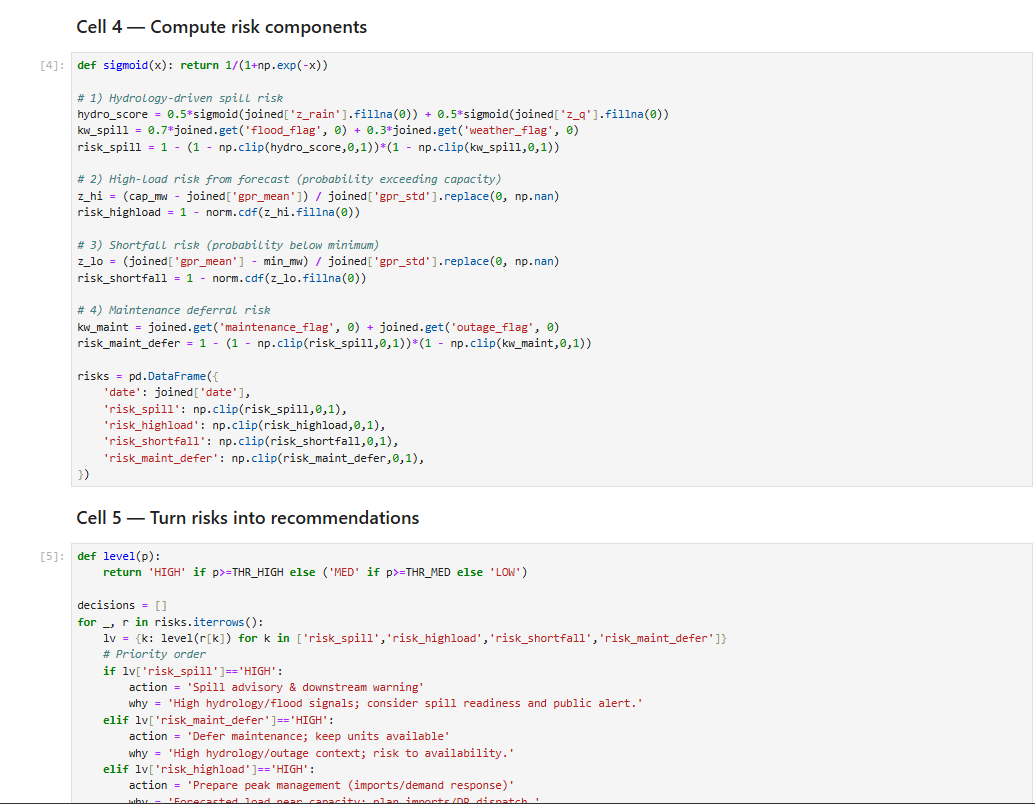 Cell 4 — Compute risk components
[4]: def sigmoid(x): return 1/(1+np.exp(-x))
# 1) Hydrology-driven spill risk
hydro_score = 0.5*sigmoid(joined['z_rain'].fillna(0)) + 0.5*sigmoid(joined['z_q'].fillna(0))
kw_spill = 0.7*joined.get('flood_flag', 0) + 0.3*joined.get('weather_flag', 0)
risk_spill = 1 - (1 - np.clip(hydro_score,0,1))*(1 - np.clip(kw_spill,0,1))
# 2) High-load risk from forecast (probability exceeding capacity)
z_hi = (cap_mw - joined['gpr_mean']) / joined['gpr_std'].replace(0, np.nan)
risk_highload = 1 - norm.cdf(z_hi.fillna(0))
# 3) Shortfall risk (probability below minimum)
z_lo = (joined['gpr_mean'] - min_mw) / joined['gpr_std'].replace(0, np.nan)
risk_shortfall = 1 - norm.cdf(z_lo.fillna(0))
# 4) Maintenance deferral risk
kw_maint = joined.get('maintenance_flag', 0) + joined.get('outage_flag', 0)
risk_maint_defer = 1 - (1 - np.clip(risk_spill,0,1))*(1 - np.clip(kw_maint,0,1))
risks = pd.DataFrame({
'date': joined['date'],
'risk_spill': np.clip(risk_spill,0,1),
'risk_highload': np.clip(risk_highload,0,1),
'risk_shortfall': np.clip(risk_shortfall,0,1),
'risk_maint_defer': np.clip(risk_maint_defer,0,1),
})
Cell 5 — Turn risks into recommendations
[5]: def level(p):
return 'HIGH' if p>=THR_HIGH else ('MED' if p>=THR_MED else 'LOW')
decisions = []
for _, r in risks.iterrows():
lv = {k: level(r[k]) for k in ['risk_spill','risk_highload','risk_shortfall','risk_maint_defer']}
# Priority order
if lv['risk_spill']=='HIGH':
action = 'Spill advisory & downstream warning'
why = 'High hydrology/flood signals; consider spill readiness and public alert.'
elif lv['risk_maint_defer']=='HIGH':
action = 'Defer maintenance; keep units available'
why = 'High hydrology/outage context; risk to availability.'
elif lv['risk_highload']=='HIGH':
action = 'Prepare peak management (imports/demand response)'
why = 'Forecasted load near capacity; plan imports/DR dispatch.'